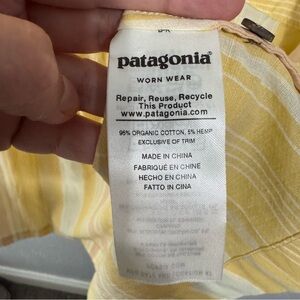 patagonia®
WORN WEAR
Repair, Reuse, Recycle
This Product
www.patagonia.com
95% ORGANIC COTTON, 5% HEMP
EXCLUSIVE OF TRIM
MADE IN CHINA
FABRIQUÉ EN CHINE
HECHO EN CHINA
FATTO IN CINA